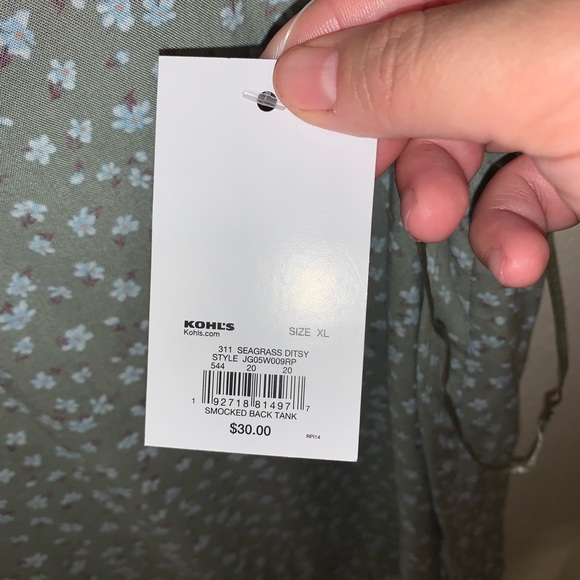 KOHL'S
Kohls.com
SIZE XL
311 SEAGRASS DITSY
STYLE JG05W009RP
544 20 20
1 92718 81497 7
SMOCKED BACK TANK
$30.00
RPI14